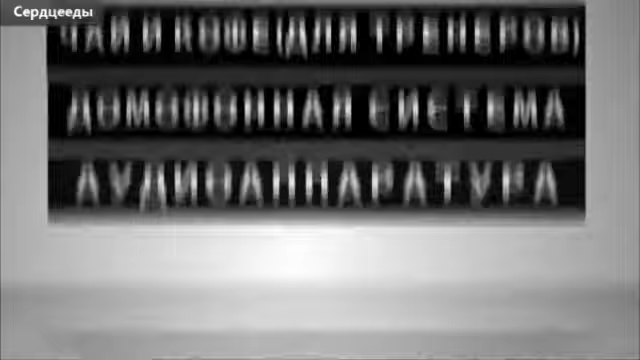 Сердцееды
ЧАЙ И КОФЕ (ДЛЯ ТРЕНЕРОВ)
ДОМОФОННАЯ СИСТЕМА
АУДИОАППАРАТУРА